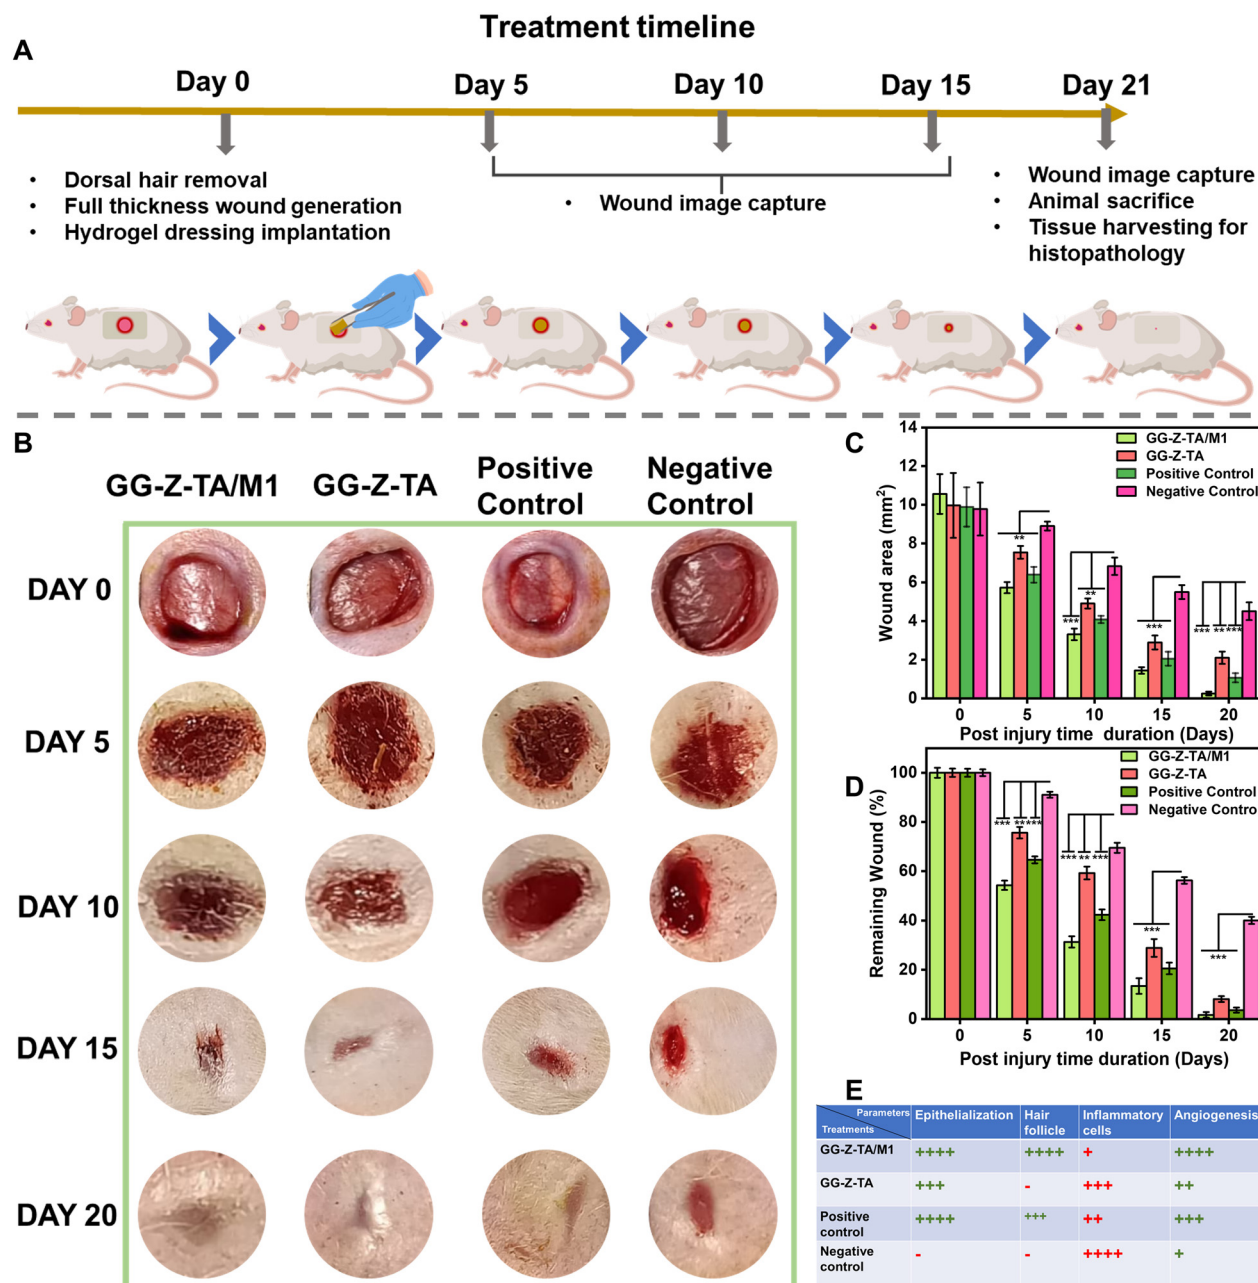 Treatment timeline
A
Day 0
Day 5
Day 10
Day 15
Day 21
• Dorsal hair removal
• Full thickness wound generation
• Hydrogel dressing implantation
• Wound image capture
• Wound image capture
• Animal sacrifice
• Tissue harvesting for
histopathology
B
GG-Z-TA/M1
GG-Z-TA
Positive
Control
Negative
Control
DAY 0
DAY 5
DAY 10
DAY 15
DAY 20
C
Wound area (mm²)
14
12
10
8
6
4
2
0
GG-Z-TA/M1
GG-Z-TA
Positive Control
Negative Control
**
***
**
***
*** ** ***
0 5 10 15 20
Post injury time duration (Days)
D
Remaining Wound (%)
100
80
60
40
20
0
GG-Z-TA/M1
GG-Z-TA
Positive Control
Negative Control
*** ** ***
*** ** ***
***
***
0 5 10 15 20
Post injury time duration (Days)
E
Parameters
Treatments
Epithelialization
Hair
follicle
Inflammatory
cells
Angiogenesis
GG-Z-TA/M1 ++++ ++++ + ++++
GG-Z-TA +++ - +++ ++
Positive
control ++++ +++ ++ +++
Negative
control - - ++++ +